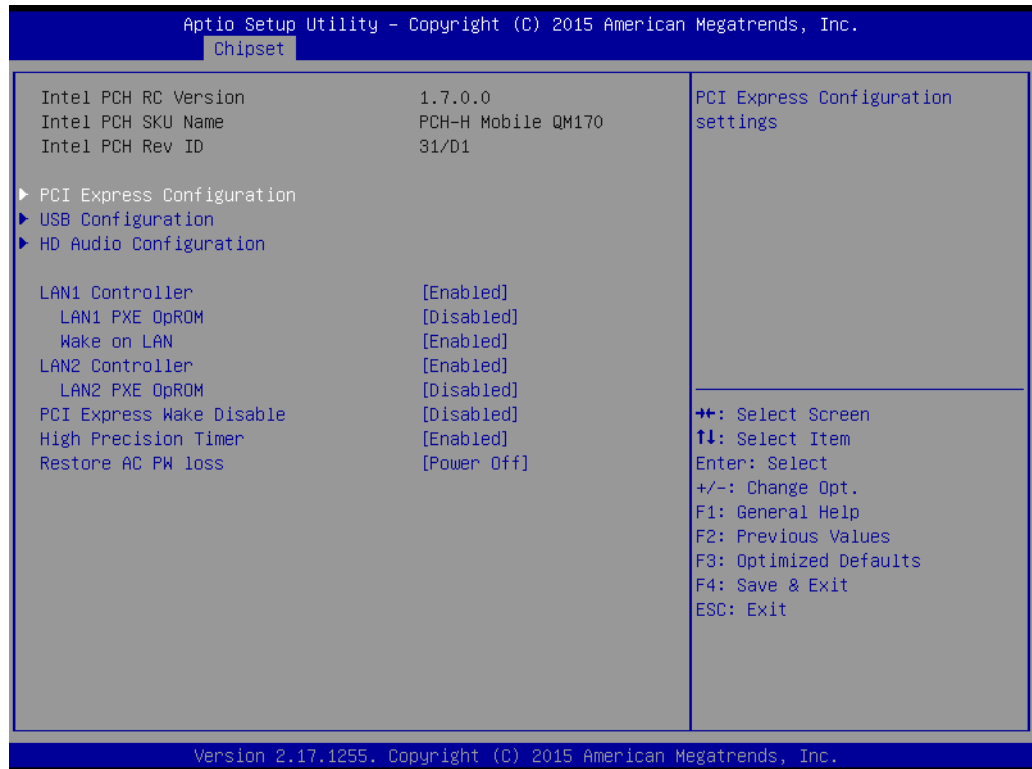 Aptio Setup Utility – Copyright (C) 2015 American Megatrends, Inc.
Chipset
Intel PCH RC Version 1.7.0.0
Intel PCH SKU Name PCH-H Mobile QM170
Intel PCH Rev ID 31/D1
PCI Express Configuration
USB Configuration
HD Audio Configuration
LAN1 Controller [Enabled]
LAN1 PXE OpROM [Disabled]
Wake on LAN [Enabled]
LAN2 Controller [Enabled]
LAN2 PXE OpROM [Disabled]
PCI Express Wake Disable [Disabled]
High Precision Timer [Enabled]
Restore AC PW loss [Power Off]
PCI Express Configuration
settings
→←: Select Screen
↑↓: Select Item
Enter: Select
+/-: Change Opt.
F1: General Help
F2: Previous Values
F3: Optimized Defaults
F4: Save & Exit
ESC: Exit
Version 2.17.1255. Copyright (C) 2015 American Megatrends, Inc.